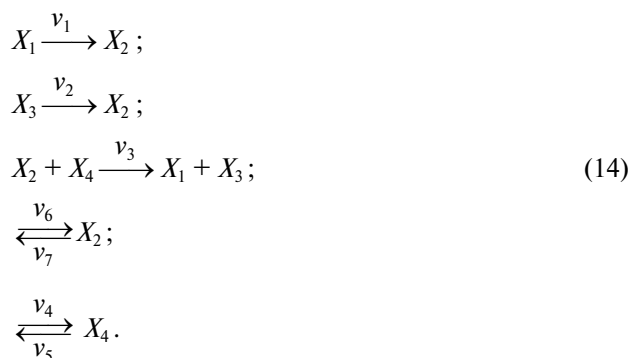 X₁ —v₁→ X₂ ;
X₃ —v₂→ X₂ ;
X₂ + X₄ —v₃→ X₁ + X₃; (14)
v₆
⇄ X₂;
v₇
v₄
⇄ X₄.
v₅